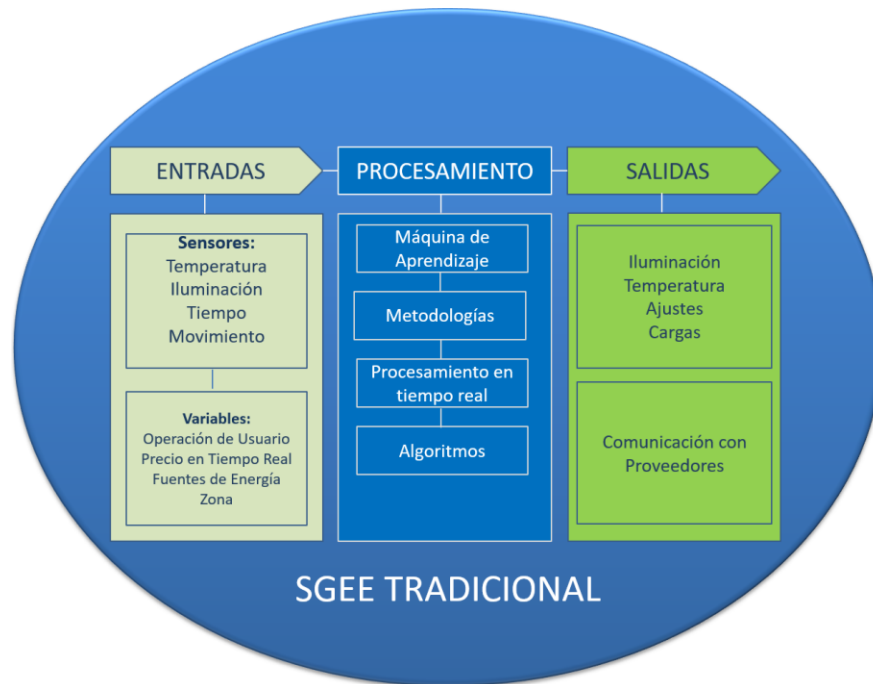 ENTRADAS
PROCESAMIENTO
SALIDAS
Sensores:
Temperatura
Iluminación
Tiempo
Movimiento
Variables:
Operación de Usuario
Precio en Tiempo Real
Fuentes de Energía
Zona
Máquina de
Aprendizaje
Metodologías
Procesamiento en
tiempo real
Algoritmos
Iluminación
Temperatura
Ajustes
Cargas
Comunicación con
Proveedores
SGEE TRADICIONAL